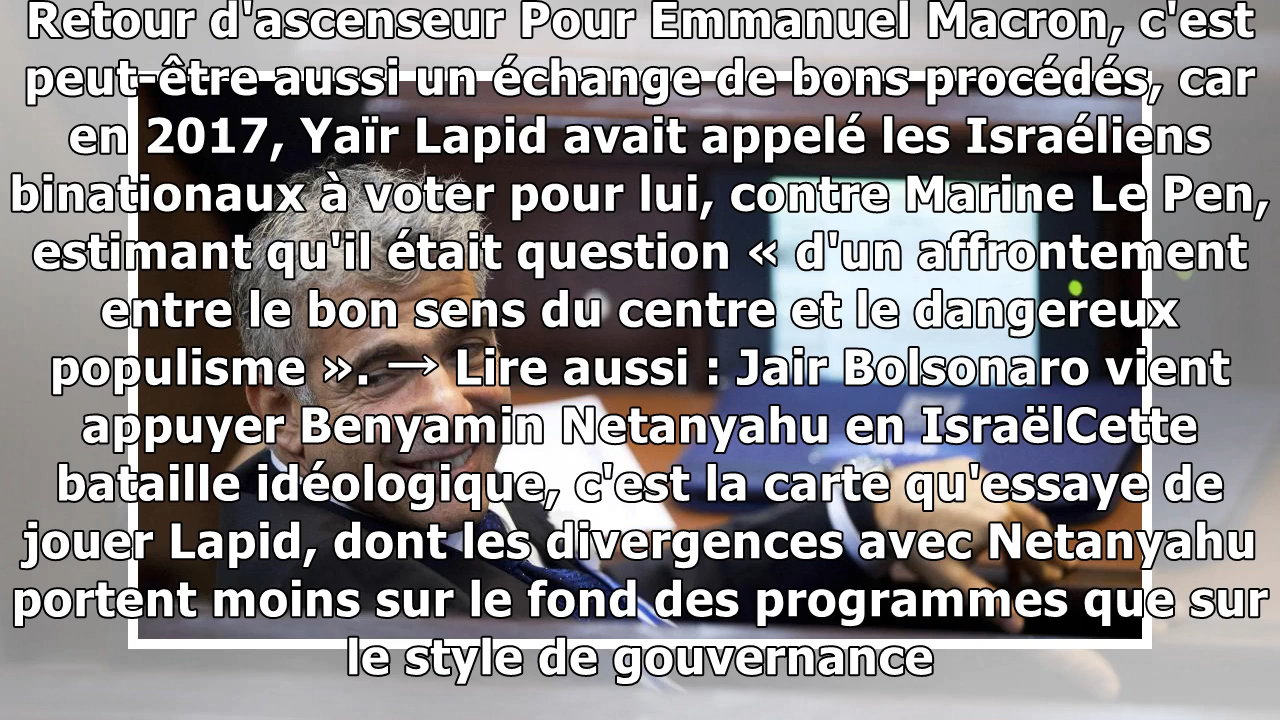 Retour d'ascenseur Pour Emmanuel Macron, c'est
peut-être aussi un échange de bons procédés, car
en 2017, Yaïr Lapid avait appelé les Israéliens
binationaux à voter pour lui, contre Marine Le Pen,
estimant qu'il était question « d'un affrontement
entre le bon sens du centre et le dangereux
populisme ». → Lire aussi : Jair Bolsonaro vient
appuyer Benyamin Netanyahu en IsraëlCette
bataille idéologique, c'est la carte qu'essaye de
jouer Lapid, dont les divergences avec Netanyahu
portent moins sur le fond des programmes que sur
le style de gouvernance